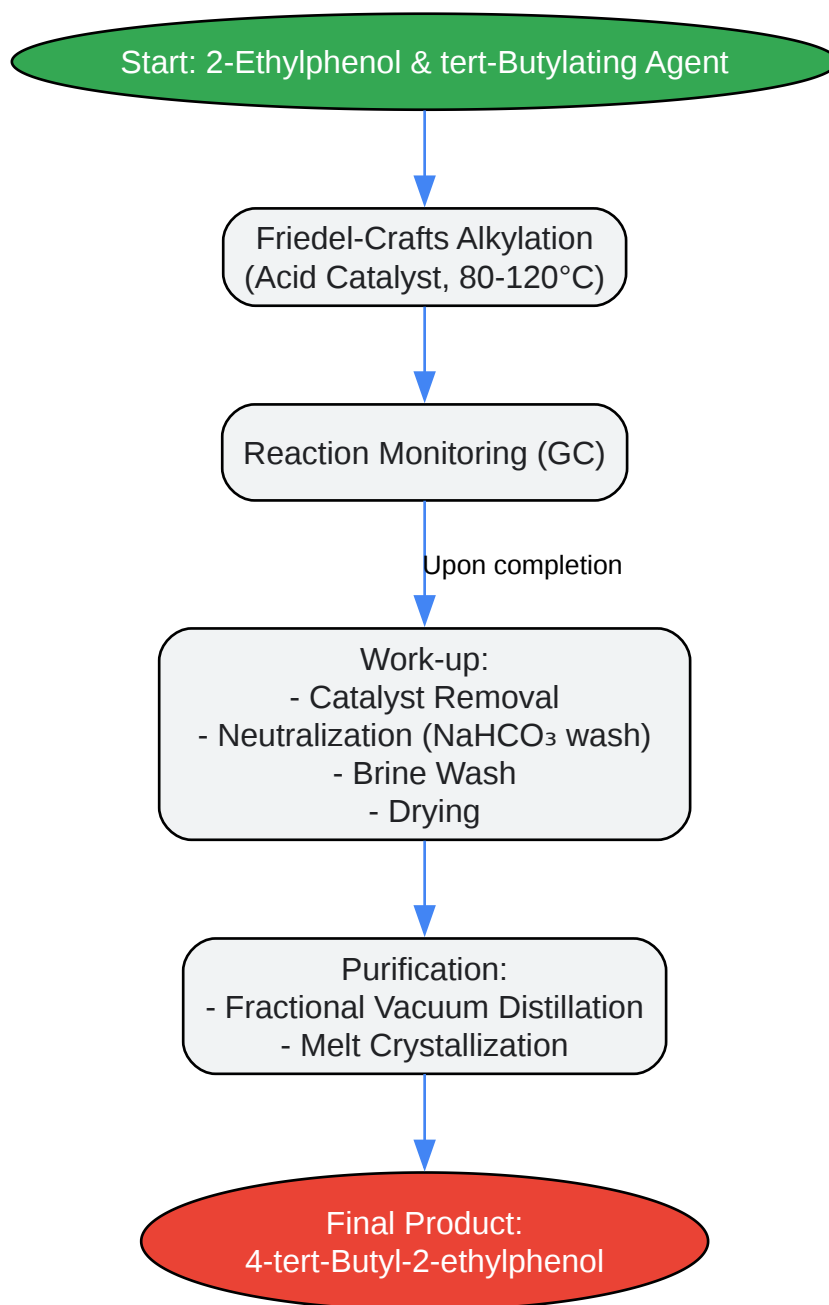 Start: 2-Ethylphenol & tert-Butylating Agent
Friedel-Crafts Alkylation
(Acid Catalyst, 80-120°C)
Reaction Monitoring (GC)
Upon completion
Work-up:
- Catalyst Removal
- Neutralization (NaHCO₃ wash)
- Brine Wash
- Drying
Purification:
- Fractional Vacuum Distillation
- Melt Crystallization
Final Product:
4-tert-Butyl-2-ethylphenol